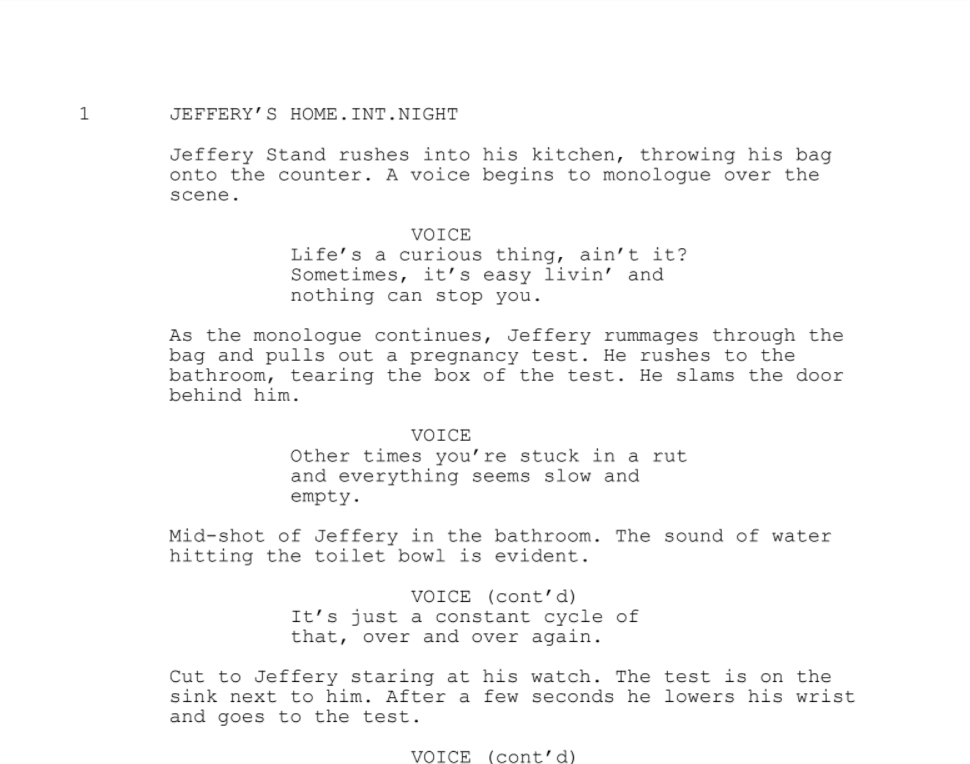 1 JEFFERY’S HOME.INT.NIGHT
Jeffery Stand rushes into his kitchen, throwing his bag
onto the counter. A voice begins to monologue over the
scene.
VOICE
Life’s a curious thing, ain’t it?
Sometimes, it’s easy livin’ and
nothing can stop you.
As the monologue continues, Jeffery rummages through the
bag and pulls out a pregnancy test. He rushes to the
bathroom, tearing the box of the test. He slams the door
behind him.
VOICE
Other times you’re stuck in a rut
and everything seems slow and
empty.
Mid-shot of Jeffery in the bathroom. The sound of water
hitting the toilet bowl is evident.
VOICE (cont’d)
It’s just a constant cycle of
that, over and over again.
Cut to Jeffery staring at his watch. The test is on the
sink next to him. After a few seconds he lowers his wrist
and goes to the test.
VOICE (cont’d)